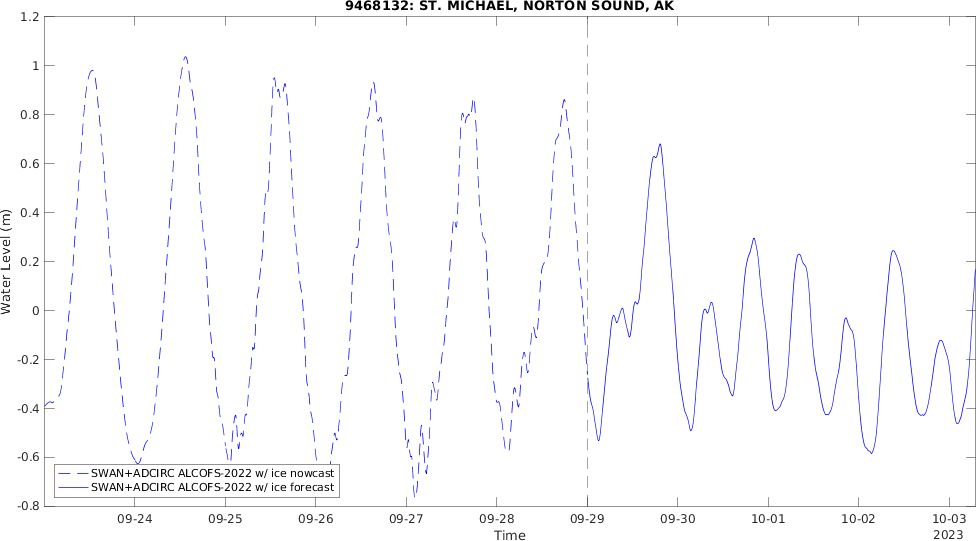 9468132: ST. MICHAEL, NORTON SOUND, AK
1.2
1
0.8
0.6
0.4
0.2
0
-0.2
-0.4
-0.6
-0.8
Water Level (m)
SWAN+ADCIRC ALCOFS-2022 w/ ice nowcast
SWAN+ADCIRC ALCOFS-2022 w/ ice forecast
09-24 09-25 09-26 09-27 09-28 09-29 09-30 10-01 10-02 10-03
2023
Time